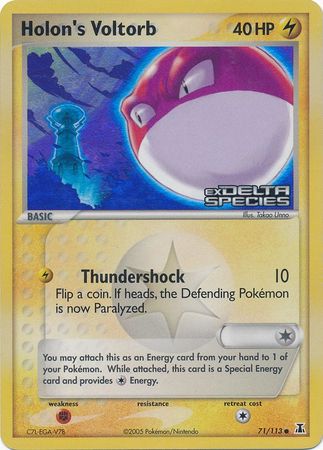 Holon's Voltorb 40 HP
EX DELTA
SPECIES
Illus. Takao Unno
BASIC
Thundershock 10
Flip a coin. If heads, the Defending Pokémon
is now Paralyzed.
You may attach this as an Energy card from your hand to 1
of your Pokémon. While attached, this card is a Special Energy
card and provides Energy.
weakness resistance retreat cost
C7L-EGA-V7B ©2005 Pokémon/Nintendo 71/113